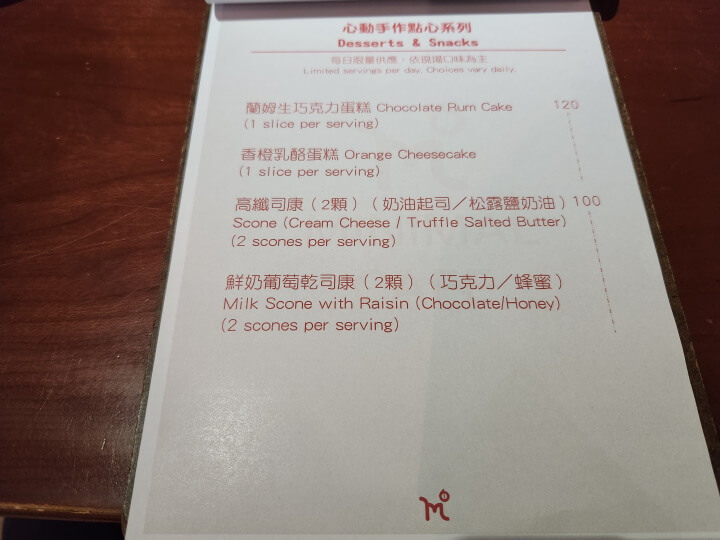 心動手作點心系列
Desserts & Snacks
每日限量供應，依現場口味為主
Limited servings per day. Choices vary daily.
蘭姆生巧克力蛋糕 Chocolate Rum Cake 120
(1 slice per serving)
香橙乳酪蛋糕 Orange Cheesecake
(1 slice per serving)
高纖司康（2顆）（奶油起司／松露鹽奶油）100
Scone (Cream Cheese / Truffle Salted Butter)
(2 scones per serving)
鮮奶葡萄乾司康（2顆）（巧克力／蜂蜜）
Milk Scone with Raisin (Chocolate/Honey)
(2 scones per serving)
m